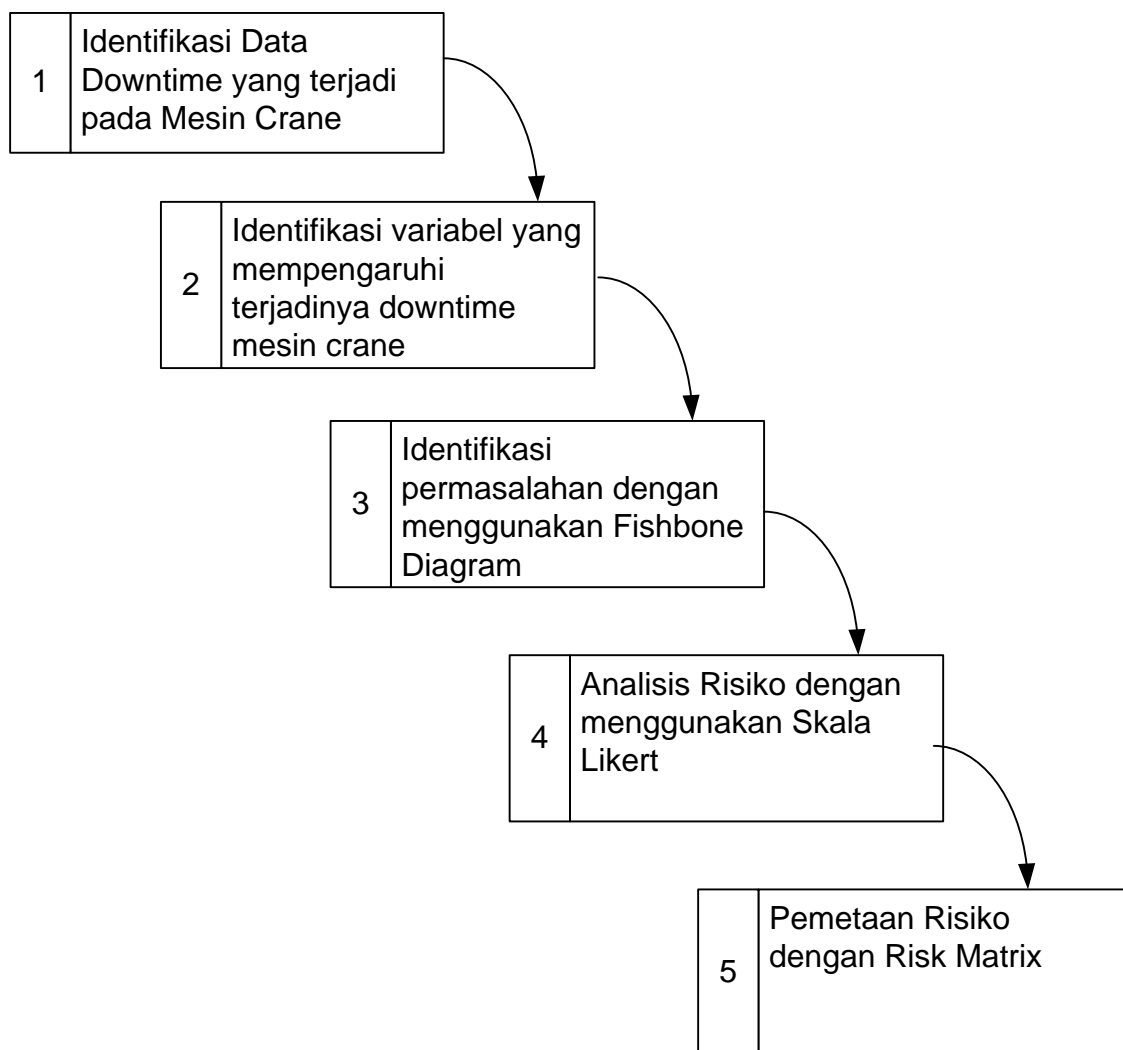 1
Identifikasi Data
Downtime yang terjadi
pada Mesin Crane
2
Identifikasi variabel yang
mempengaruhi
terjadinya downtime
mesin crane
3
Identifikasi
permasalahan dengan
menggunakan Fishbone
Diagram
4
Analisis Risiko dengan
menggunakan Skala
Likert
5
Pemetaan Risiko
dengan Risk Matrix